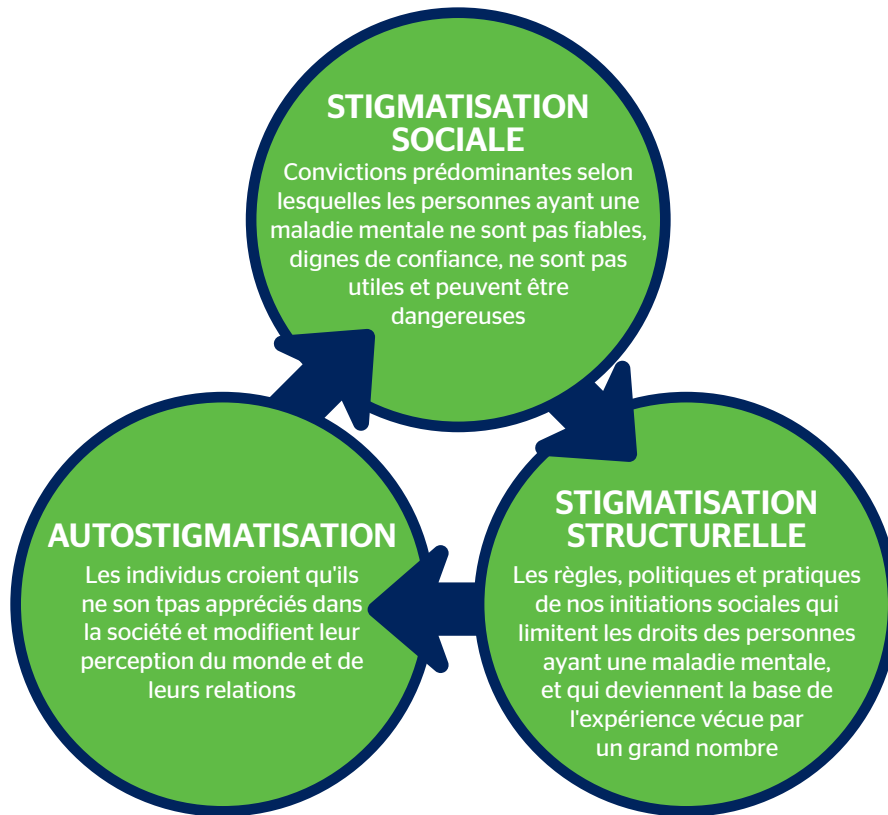 STIGMATISATION
SOCIALE
Convictions prédominantes selon
lesquelles les personnes ayant une
maladie mentale ne sont pas fiables,
dignes de confiance, ne sont pas
utiles et peuvent être
dangereuses
AUTOSTIGMATISATION
Les individus croient qu'ils
ne son tpas appréciés dans
la société et modifient leur
perception du monde et de
leurs relations
STIGMATISATION
STRUCTURELLE
Les règles, politiques et pratiques
de nos initiations sociales qui
limitent les droits des personnes
ayant une maladie mentale,
et qui deviennent la base de
l'expérience vécue par
un grand nombre